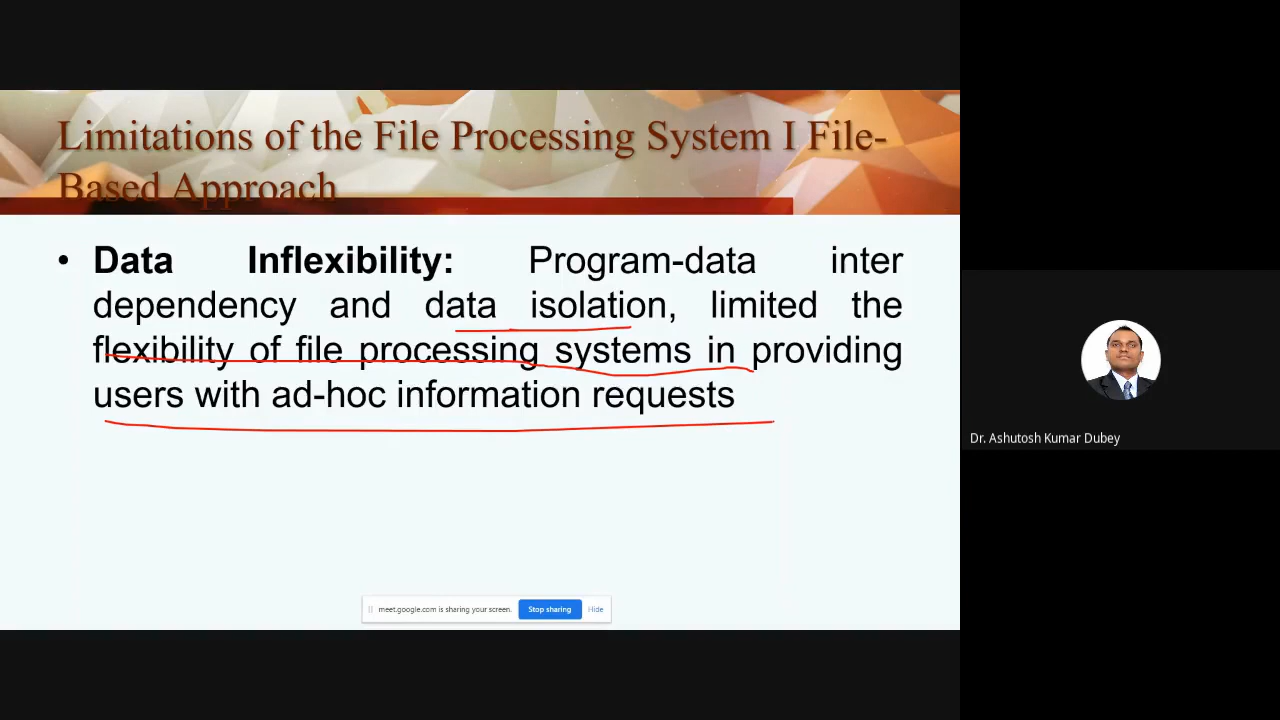 Limitations of the File Processing System I File-
Based Approach
• Data Inflexibility: Program-data inter
dependency and data isolation, limited the
flexibility of file processing systems in providing
users with ad-hoc information requests
meet.google.com is sharing your screen. Stop sharing Hide
Dr. Ashutosh Kumar Dubey